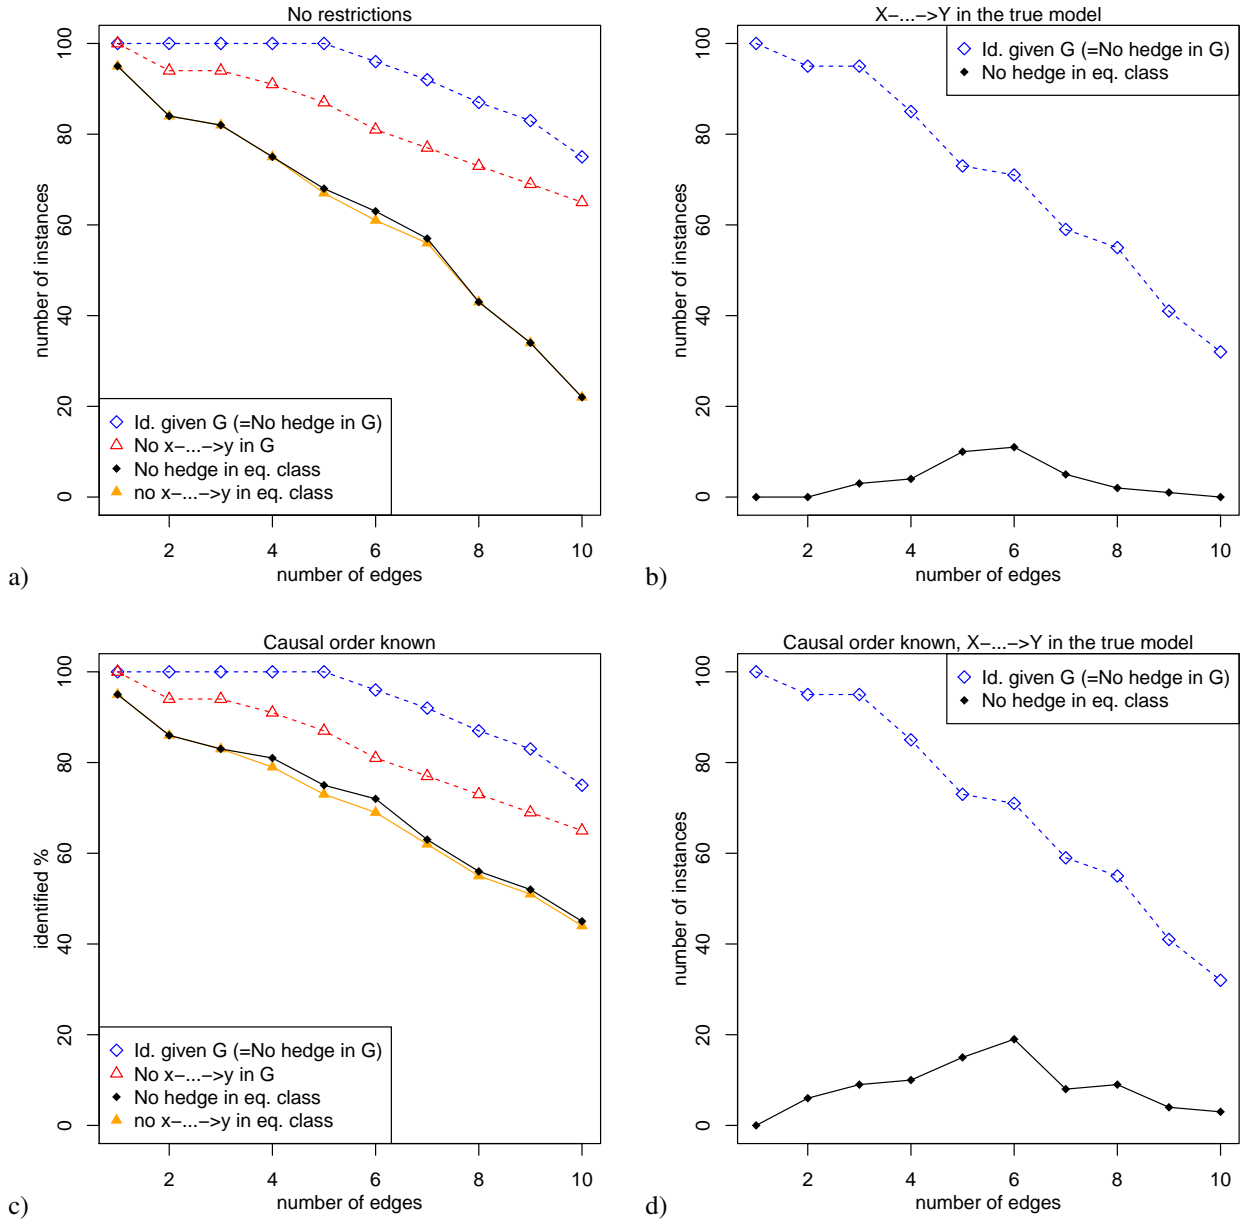 No restrictions
100
80
60
40
20
0
number of instances
Id. given G (=No hedge in G)
No x−...−>y in G
No hedge in eq. class
no x−...−>y in eq. class
2 4 6 8 10
number of edges
a)
X−...−>Y in the true model
100
80
60
40
20
0
number of instances
Id. given G (=No hedge in G)
No hedge in eq. class
2 4 6 8 10
number of edges
b)
Causal order known
100
80
60
40
20
0
identified %
Id. given G (=No hedge in G)
No x−...−>y in G
No hedge in eq. class
no x−...−>y in eq. class
2 4 6 8 10
number of edges
c)
Causal order known, X−...−>Y in the true model
100
80
60
40
20
0
number of instances
Id. given G (=No hedge in G)
No hedge in eq. class
2 4 6 8 10
number of edges
d)